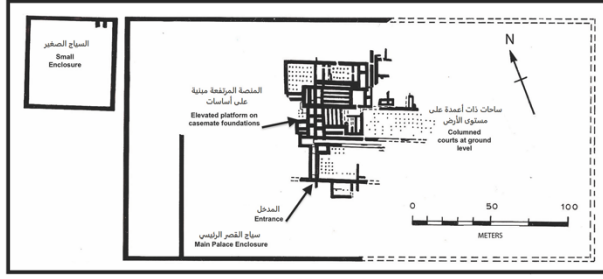 السياج الصغير
Small
Enclosure
المنصة المرتفعة مبنية
على أساسات
Elevated platform on
casemate foundations
N
ساحات ذات أعمدة على
مستوى الأرض
Columned
courts at ground
level
المدخل
Entrance
سياج القصر الرئيسي
Main Palace Enclosure
0 50 100
METERS